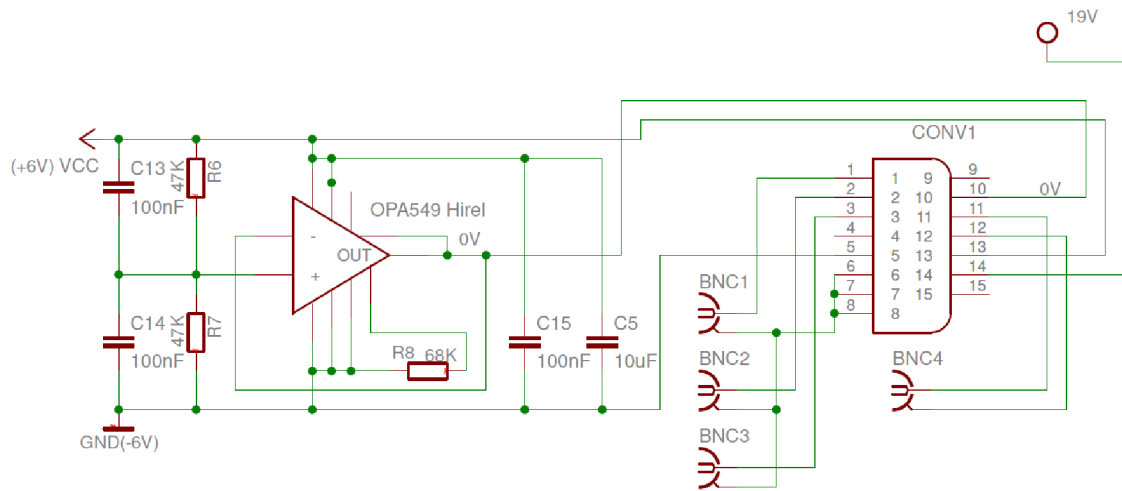 19V
(+6V) VCC
C13
100nF
47K
R6
OPA549 Hirel
-
+
OUT
0V
C14
100nF
47K
R7
R8
68K
C15
100nF
C5
10uF
GND(-6V)
CONV1
1 1 9 9
2 2 10 10 0V
3 3 11 11
4 4 12 12
5 5 13 13
6 6 14 14
7 7 15 15
8 8
BNC1
BNC2
BNC3
BNC4